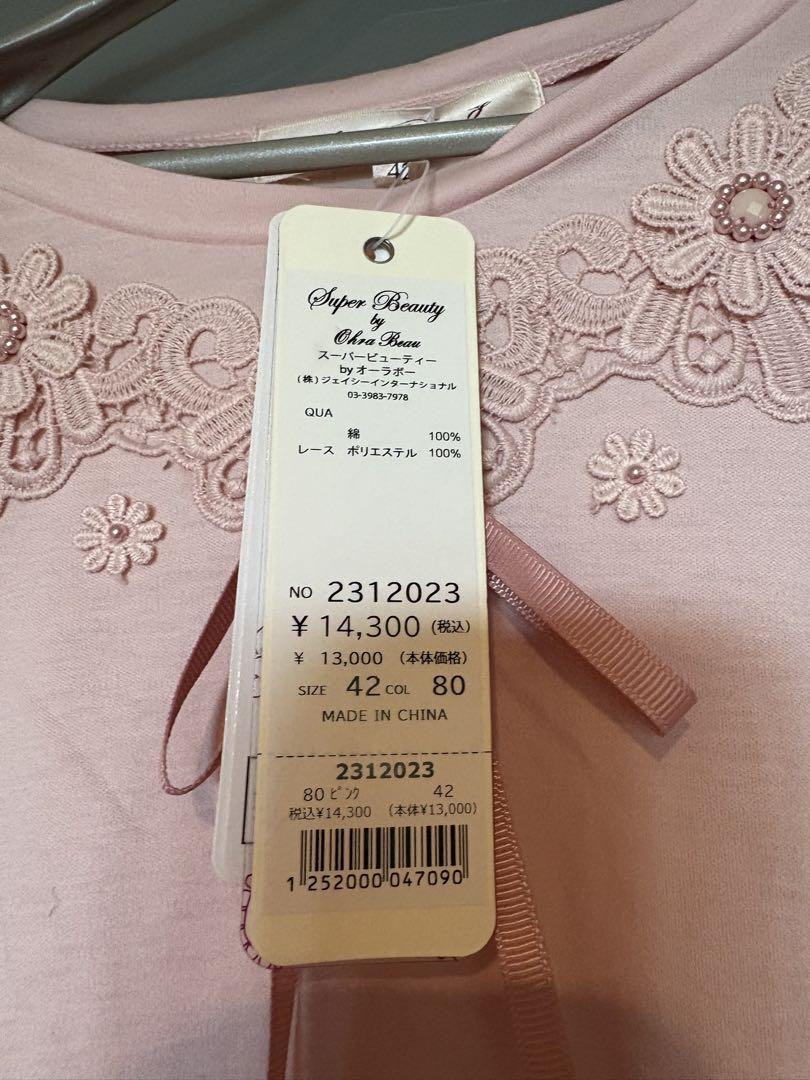 42
Super Beauty
by
Ohra Beau
スーパービューティー
by オーラボー
(株)ジェイシーインターナショナル
03-3983-7978
QUA
綿 100%
レース ポリエステル 100%
NO 2312023
¥ 14,300 (税込)
¥ 13,000 (本体価格)
SIZE 42 COL 80
MADE IN CHINA
2312023
80 ﾋﾟﾝｸ 42
税込¥14,300 (本体¥13,000)
1 252000 047090